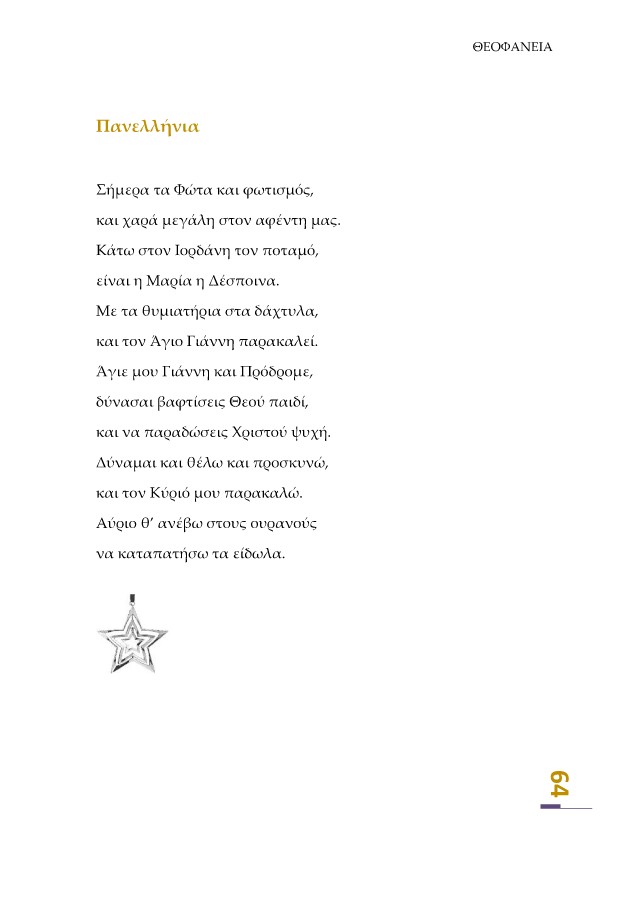 ΘΕΟΦΑΝΕΙΑ
Πανελλήνια
Σήμερα τα Φώτα και φωτισμός,
και χαρά μεγάλη στον αφέντη μας.
Κάτω στον Ιορδάνη τον ποταμό,
είναι η Μαρία η Δέσποινα.
Με τα θυμιατήρια στα δάχτυλα,
και τον Άγιο Γιάννη παρακαλεί.
Άγιε μου Γιάννη και Πρόδρομε,
δύνασαι βαφτίσεις Θεού παιδί,
και να παραδώσεις Χριστού ψυχή.
Δύναμαι και θέλω και προσκυνώ,
και τον Κύριό μου παρακαλώ.
Αύριο θ’ ανέβω στους ουρανούς
να καταπατήσω τα είδωλα.
64